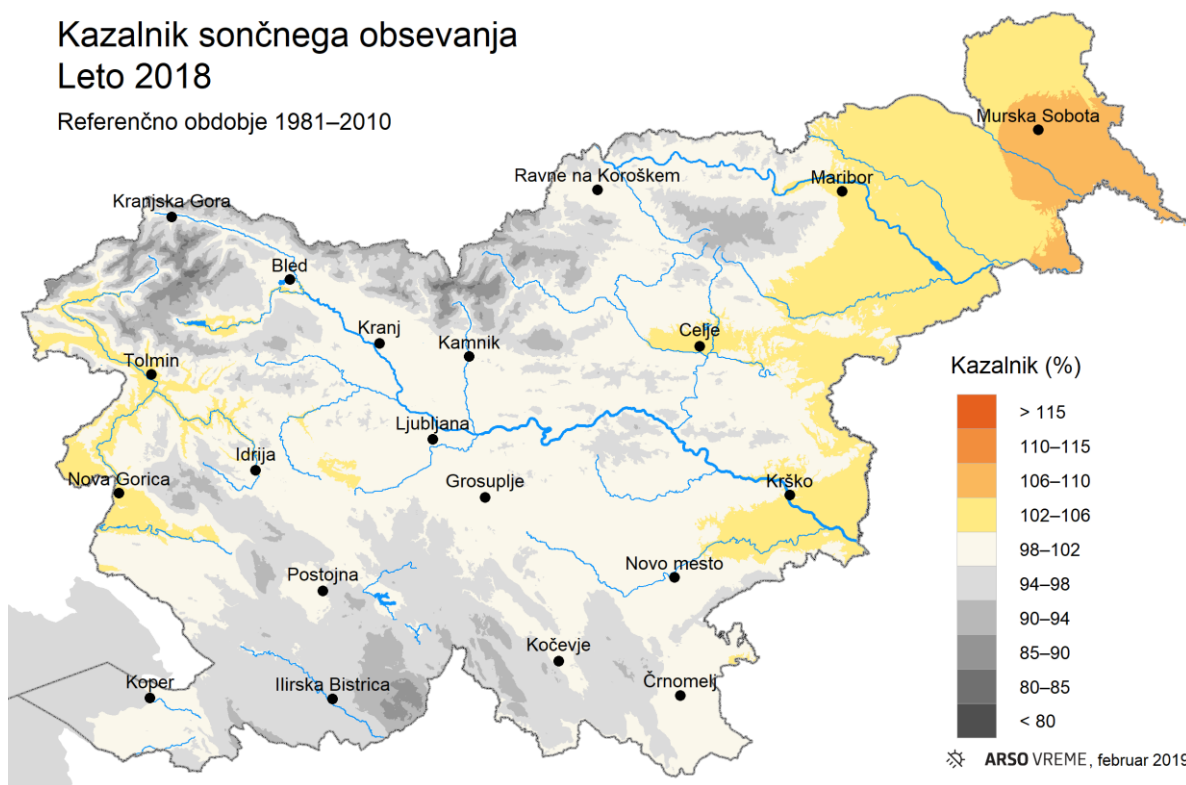 Kazalnik sončnega obsevanja
Leto 2018
Referenčno obdobje 1981–2010
Murska Sobota
Ravne na Koroškem
Maribor
Kranjska Gora
Bled
Kranj
Kamnik
Celje
Tolmin
Ljubljana
Idrija
Nova Gorica
Grosuplje
Krško
Postojna
Novo mesto
Kočevje
Koper
Ilirska Bistrica
Črnomelj
Kazalnik (%)
> 115
110–115
106–110
102–106
98–102
94–98
90–94
85–90
80–85
< 80
ARSO VREME, februar 2019